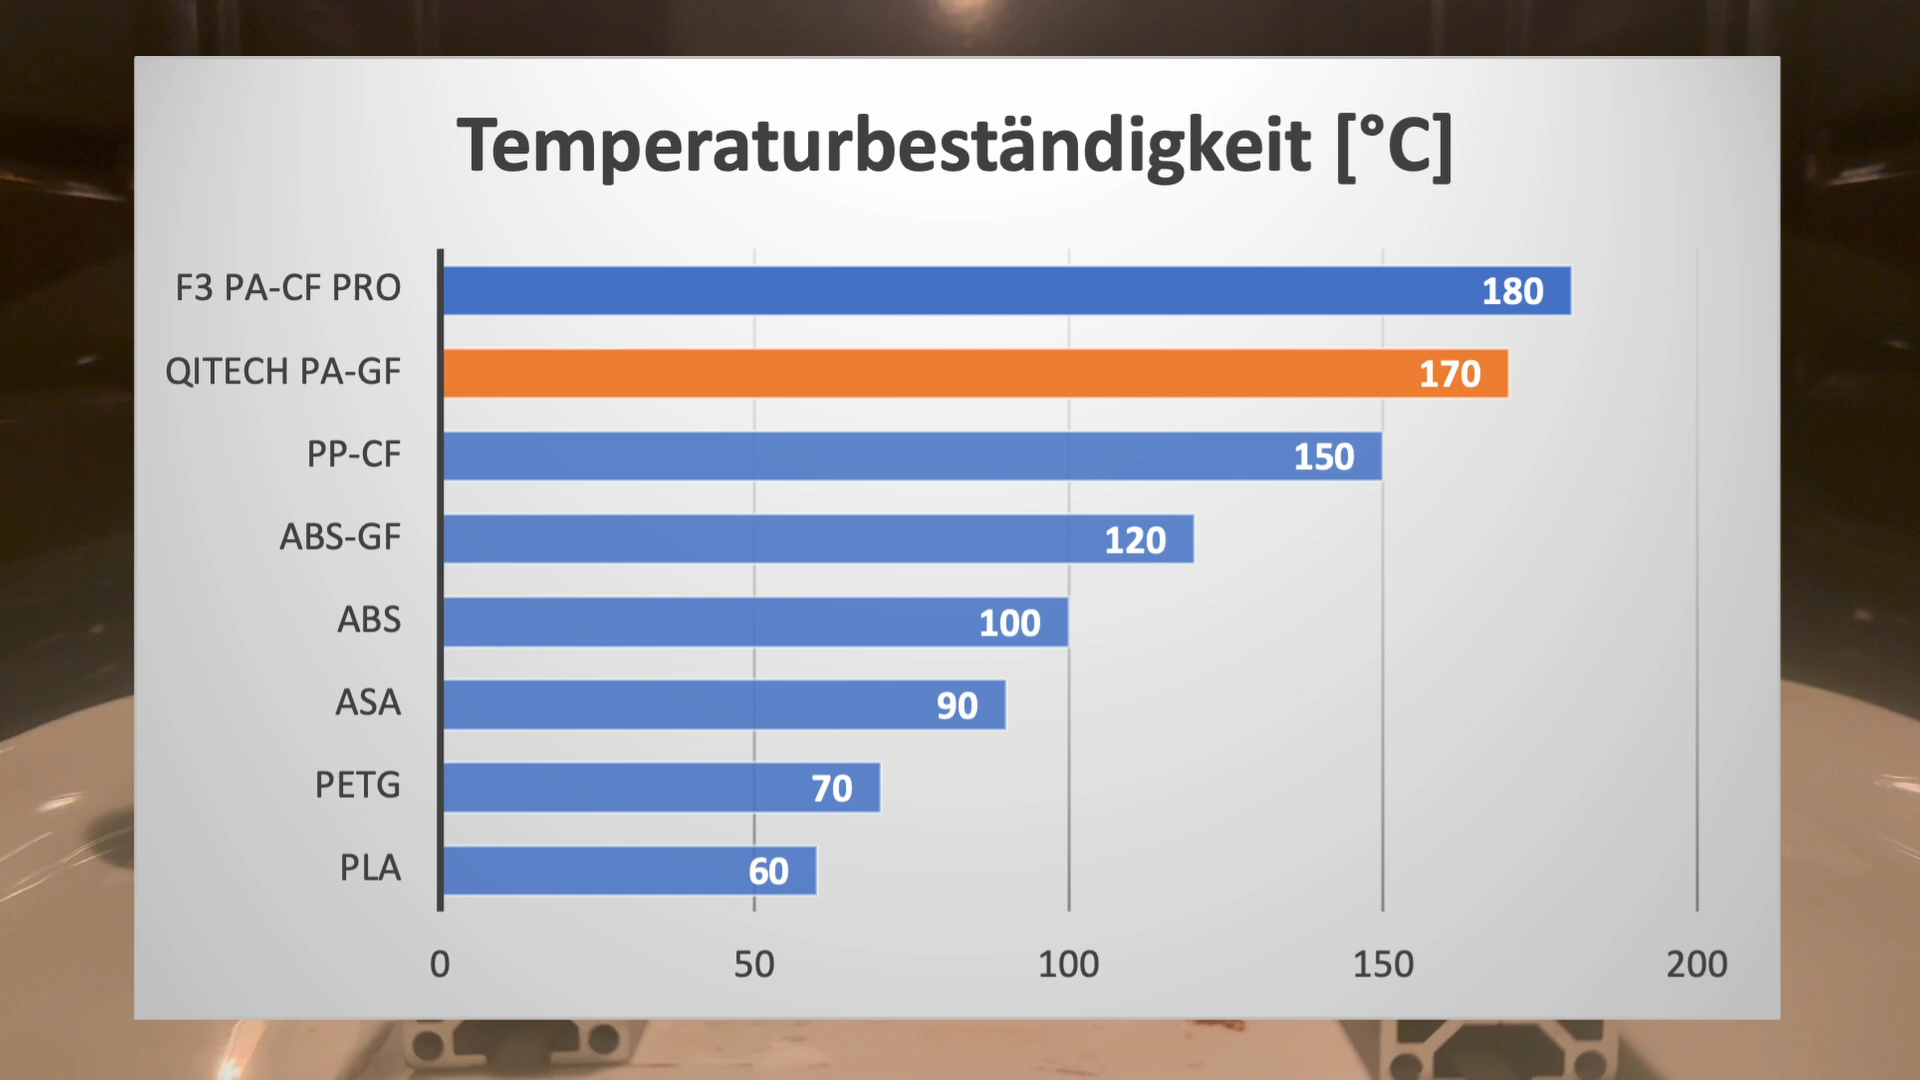 Temperaturbeständigkeit [°C]
F3 PA-CF PRO 180
QITECH PA-GF 170
PP-CF 150
ABS-GF 120
ABS 100
ASA 90
PETG 70
PLA 60
0 50 100 150 200